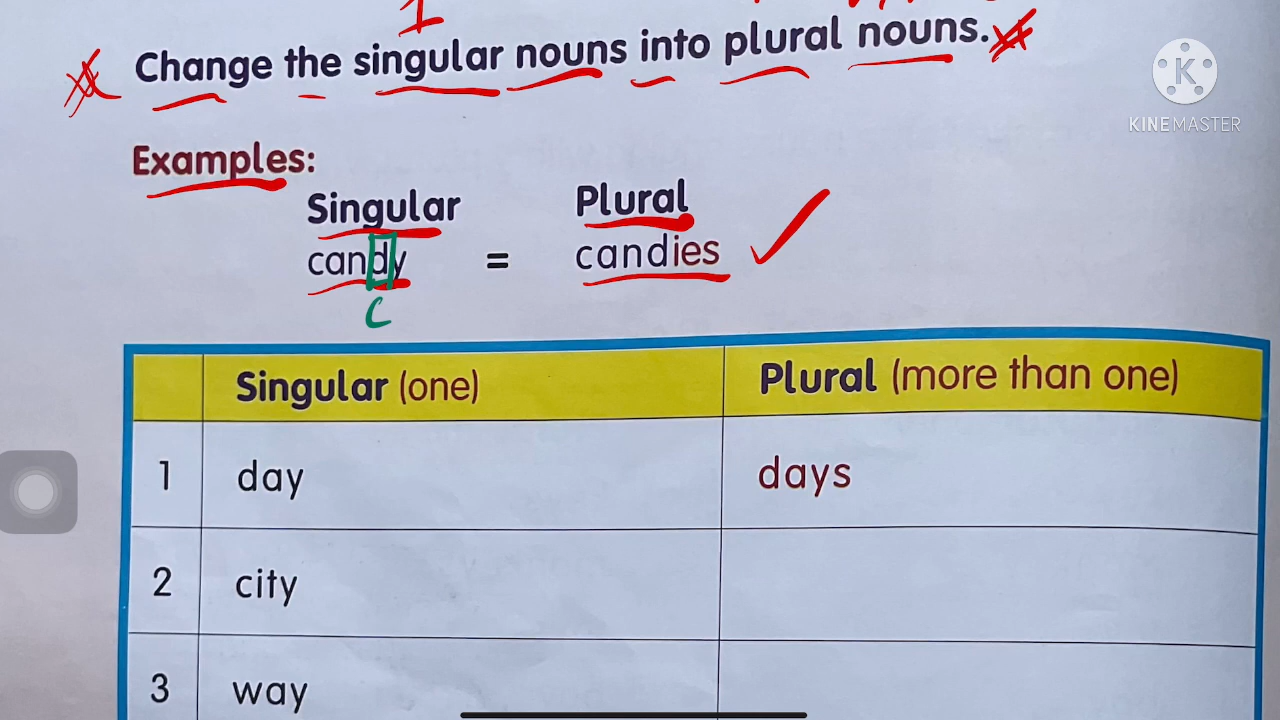 1
Change the singular nouns into plural nouns.
KINEMASTER
Examples:
Singular Plural
candy = candies
C
Singular (one) Plural (more than one)
1 day days
2 city
3 way